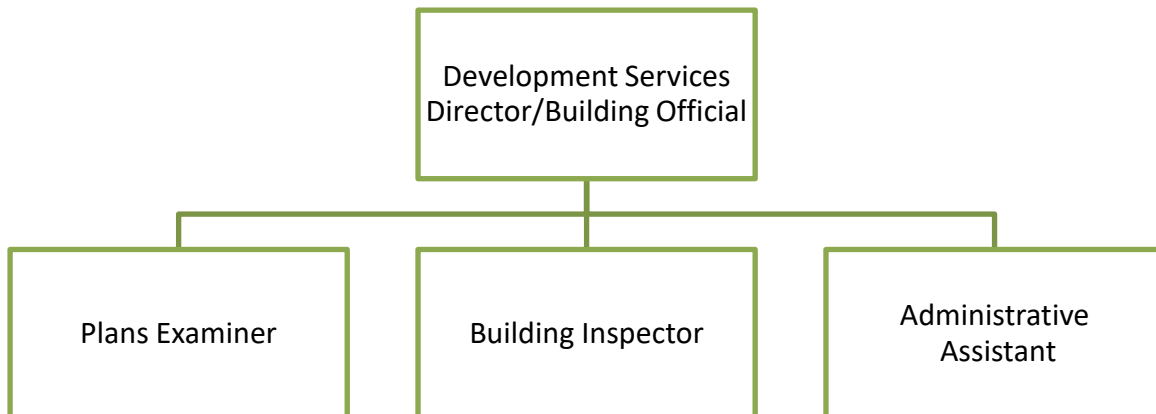 Development Services
Director/Building Official
Plans Examiner
Building Inspector
Administrative
Assistant